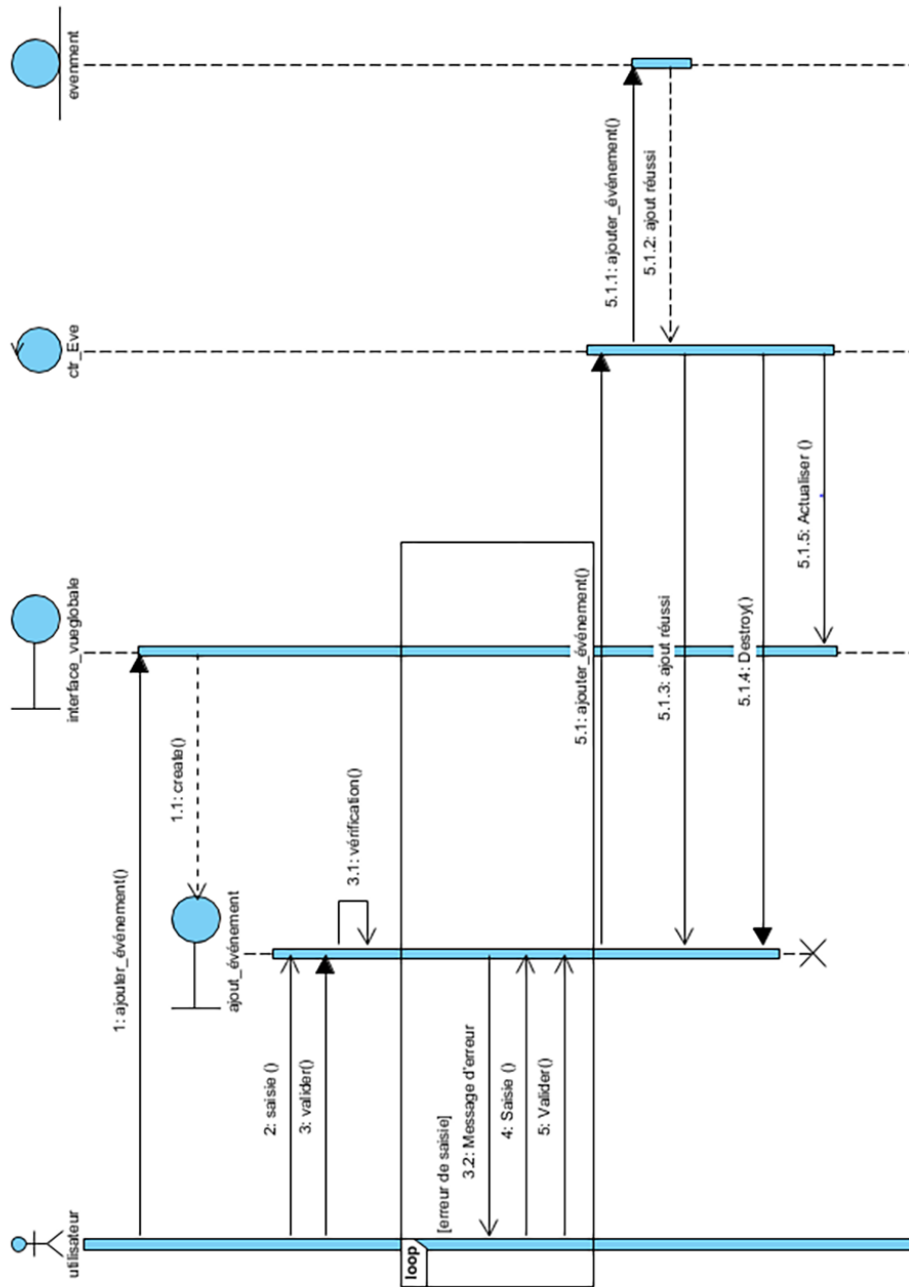 utilisateur
ajout_événement
interface_vueglobale
ctr_Eve
evenment
1: ajouter_événement()
1.1: create()
2: saisie ()
3: valider()
3.1: vérification()
loop
[erreur de saisie]
3.2: Message d'erreur
4: Saisie ()
5: Valider()
5.1: ajouter_événement()
5.1.1: ajouter_événement()
5.1.2: ajout réussi
5.1.3: ajout réussi
5.1.4: Destroy()
5.1.5: Actualiser ()